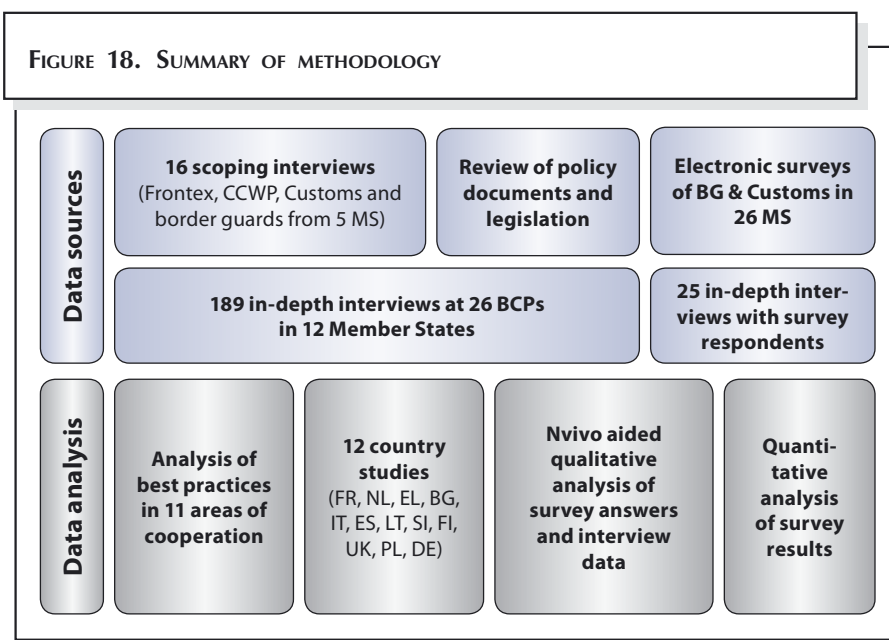 FIGURE 18. SUMMARY OF METHODOLOGY
Data sources
16 scoping interviews
(Frontex, CCWP, Customs and
border guards from 5 MS)
Review of policy
documents and
legislation
Electronic surveys
of BG & Customs in
26 MS
189 in-depth interviews at 26 BCPs
in 12 Member States
25 in-depth inter-
views with survey
respondents
Data analysis
Analysis of
best practices
in 11 areas of
cooperation
12 country
studies
(FR, NL, EL, BG,
IT, ES, LT, SI, FI,
UK, PL, DE)
Nvivo aided
qualitative
analysis of
survey answers
and interview
data
Quanti-
tative
analysis
of survey
results